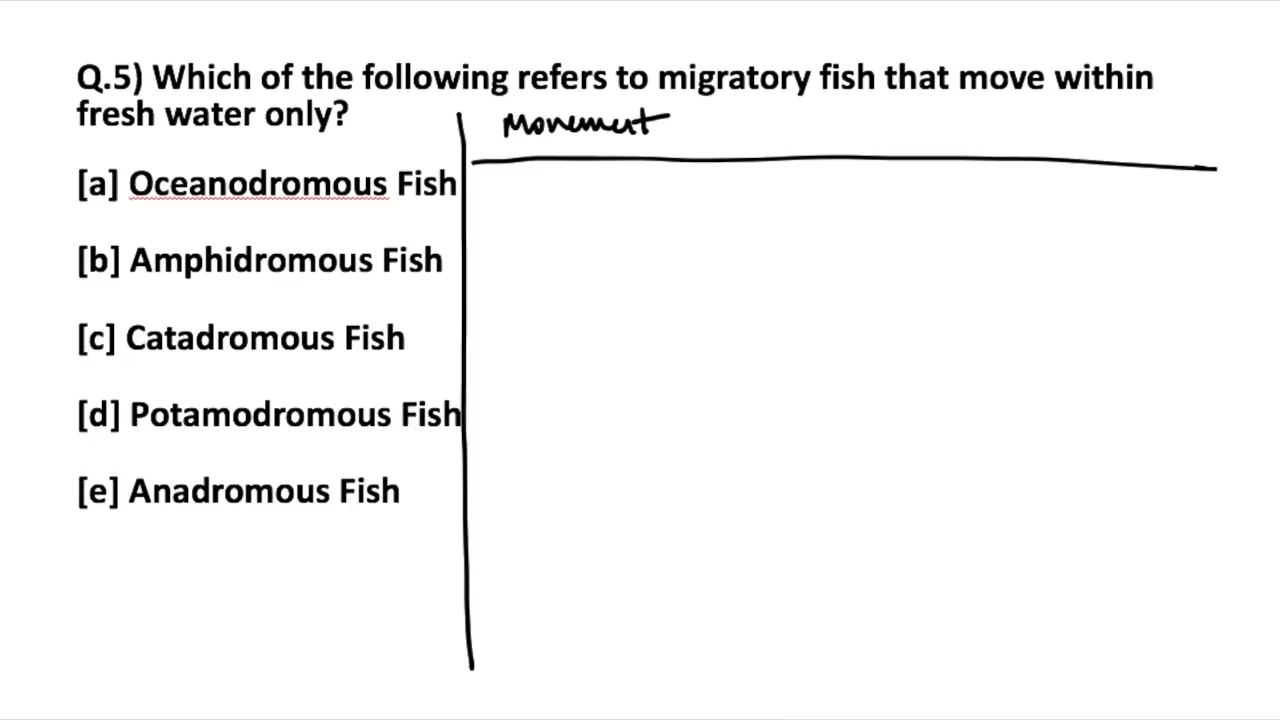 Q.5) Which of the following refers to migratory fish that move within
fresh water only?
Movement
[a] Oceanodromous Fish
[b] Amphidromous Fish
[c] Catadromous Fish
[d] Potamodromous Fish
[e] Anadromous Fish